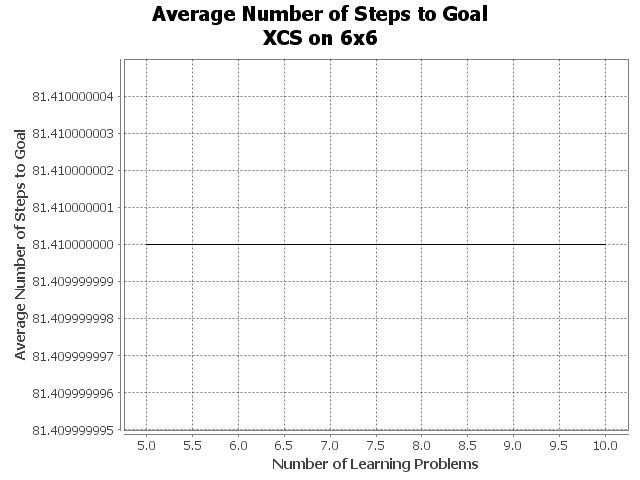 Average Number of Steps to Goal
XCS on 6x6
Average Number of Steps to Goal
81.410000004
81.410000003
81.410000002
81.410000001
81.410000000
81.409999999
81.409999998
81.409999997
81.409999996
81.409999995
5.0 5.5 6.0 6.5 7.0 7.5 8.0 8.5 9.0 9.5 10.0
Number of Learning Problems